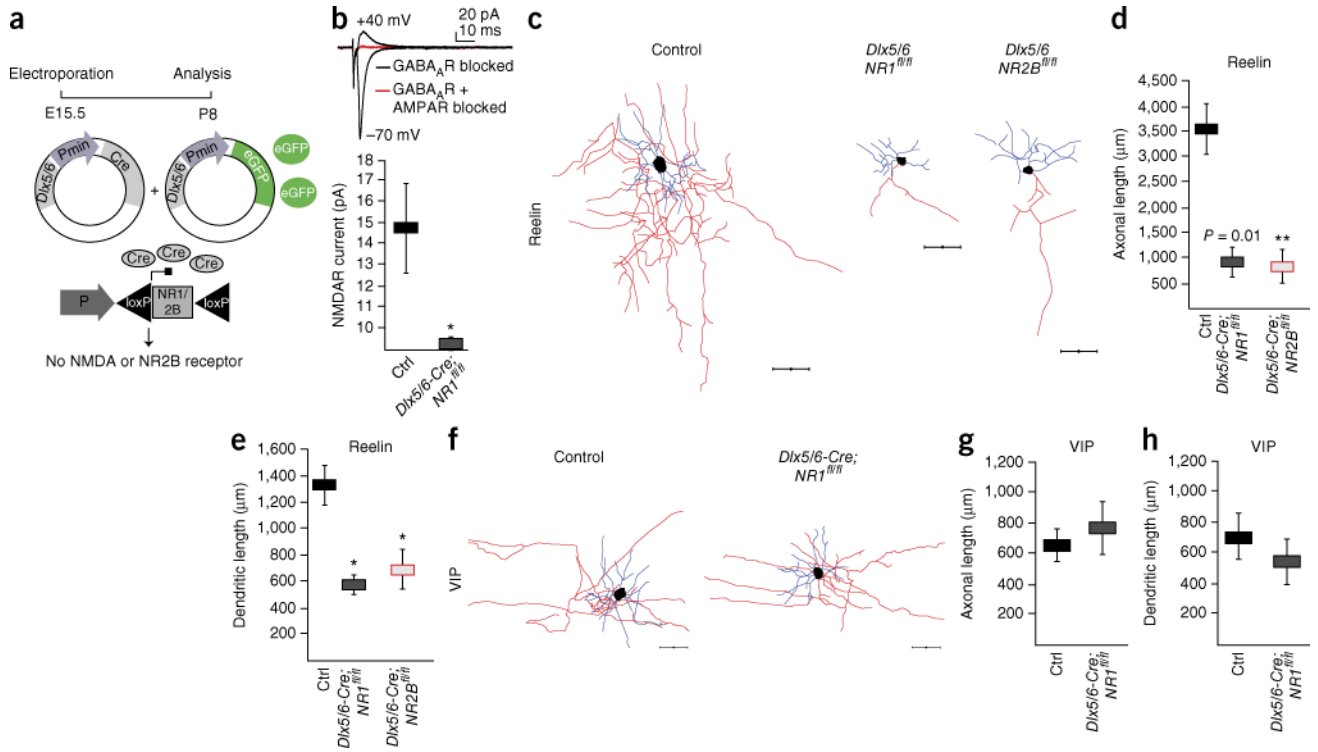 a
Electroporation
Analysis
E15.5
P8
Dlx5/6
Pmin
Cre
+
Dlx5/6
Pmin
eGFP
eGFP
eGFP
Cre
Cre
Cre
P
loxP
NR1/
2B
loxP
No NMDA or NR2B receptor
b
+40 mV
20 pA
10 ms
GABA_AR blocked
GABA_AR +
AMPAR blocked
−70 mV
NMDAR current (pA)
18
17
16
15
14
13
12
11
10
*
Ctrl
Dlx5/6-Cre;
NR1fl/fl
c
Control
Dlx5/6
NR1fl/fl
Dlx5/6
NR2Bfl/fl
Reelin
d
Reelin
Axonal length (μm)
4,500
4,000
3,500
3,000
1,500
1,000
500
P = 0.01
**
Ctrl
Dlx5/6-Cre;
NR1fl/fl
Dlx5/6-Cre;
NR2Bfl/fl
e
Reelin
Dendritic length (μm)
1,600
1,400
1,200
1,000
800
600
400
200
*
*
Ctrl
Dlx5/6-Cre;
NR1fl/fl
Dlx5/6-Cre;
NR2Bfl/fl
f
Control
Dlx5/6-Cre;
NR1fl/fl
VIP
g
VIP
Axonal length (μm)
1,200
1,000
800
600
400
200
Ctrl
Dlx5/6-Cre;
NR1fl/fl
h
VIP
Dendritic length (μm)
1,200
1,000
800
600
400
200
Ctrl
Dlx5/6-Cre;
NR1fl/fl